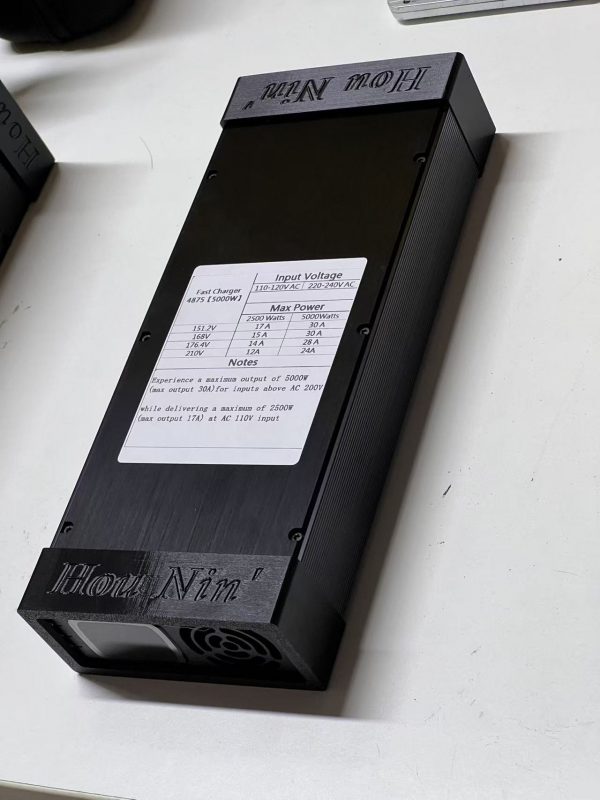 How Nin'
How
Fast Charger
4875【5000W】
Input Voltage
110-120V AC 220-240V AC
Max Power
2500 Watts 5000Watts
151.2V 17 A 30 A
168V 15 A 30 A
176.4V 14 A 28 A
210V 12A 24A
Notes
Experience a maximum output of 5000W
(max output 30A)for inputs above AC 200V
while delivering a maximum of 2500W
(max output 17A) at AC 110V input
Hou Nin'